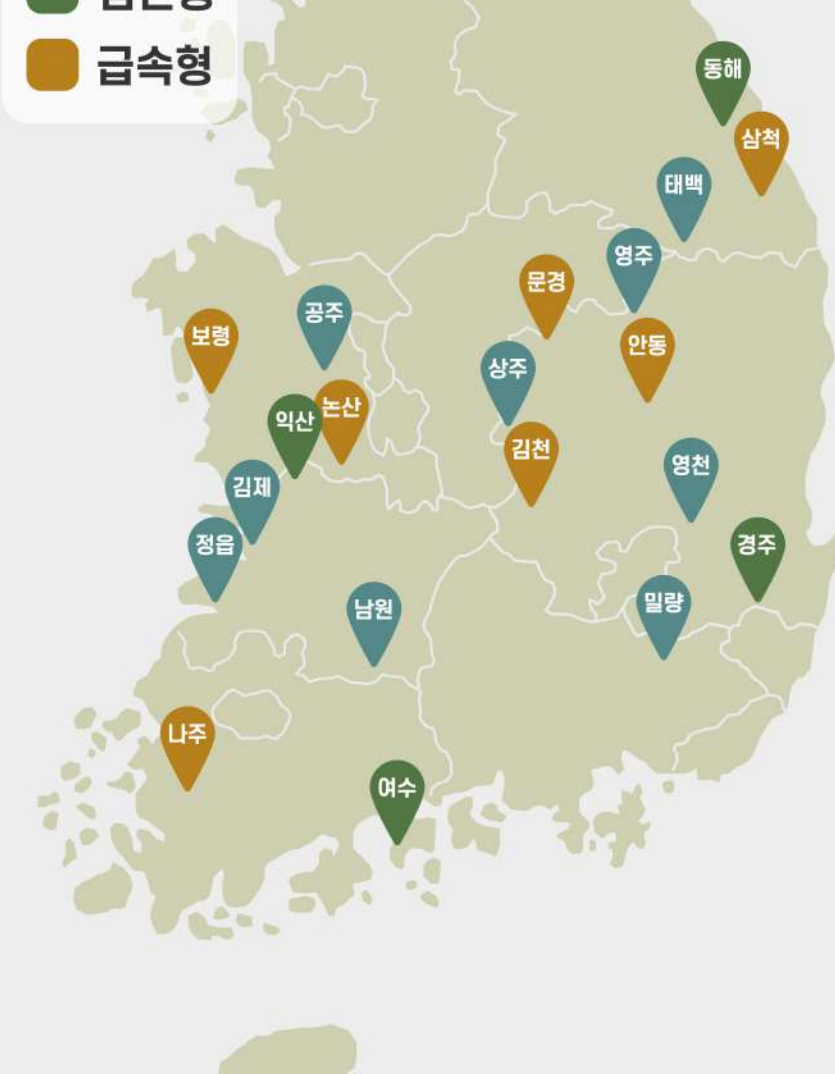 급속형
동해
삼척
태백
영주
문경
공주
보령
안동
상주
논산
익산
김천
영천
김제
정읍
경주
밀량
남원
나주
여수